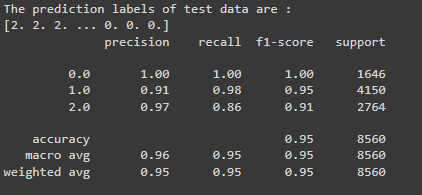 The prediction labels of test data are :
[2. 2. 2. ... 0. 0. 0.]
precision recall f1-score support
0.0 1.00 1.00 1.00 1646
1.0 0.91 0.98 0.95 4150
2.0 0.97 0.86 0.91 2764
accuracy 0.95 8560
macro avg 0.96 0.95 0.95 8560
weighted avg 0.95 0.95 0.95 8560